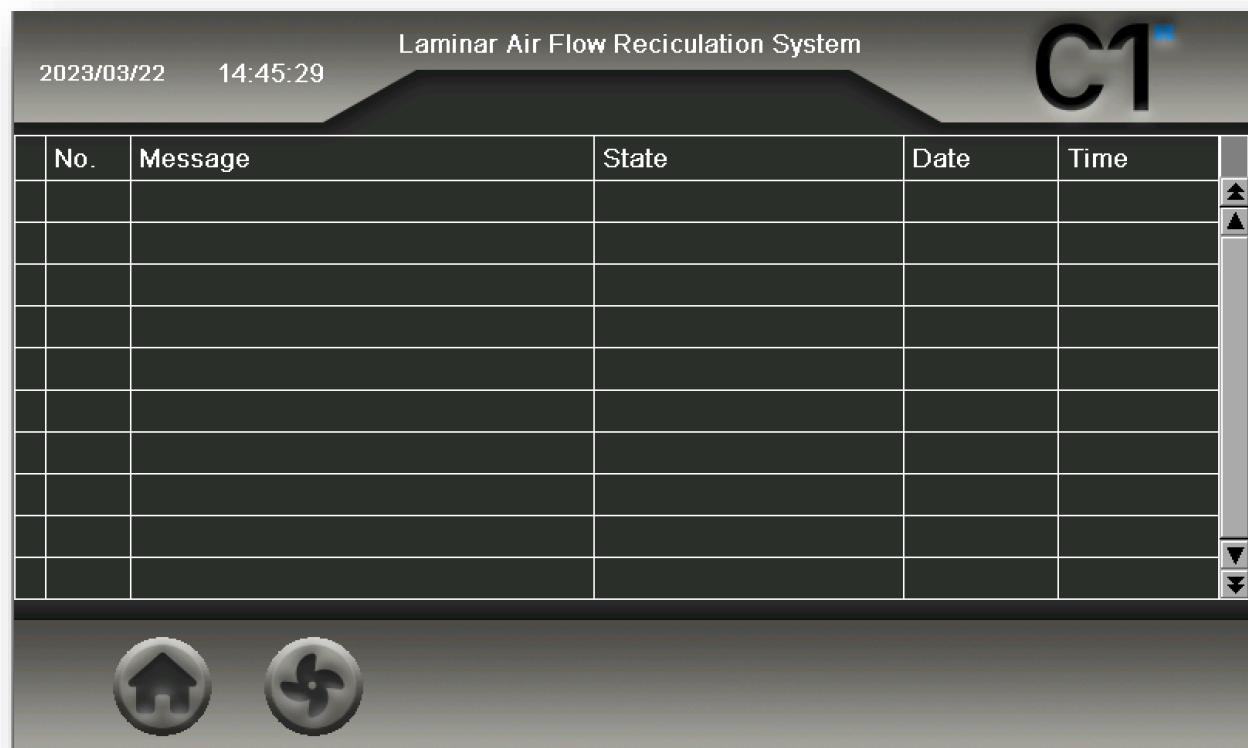 Laminar Air Flow Reciculation System
2023/03/22 14:45:29
C1
No. Message State Date Time